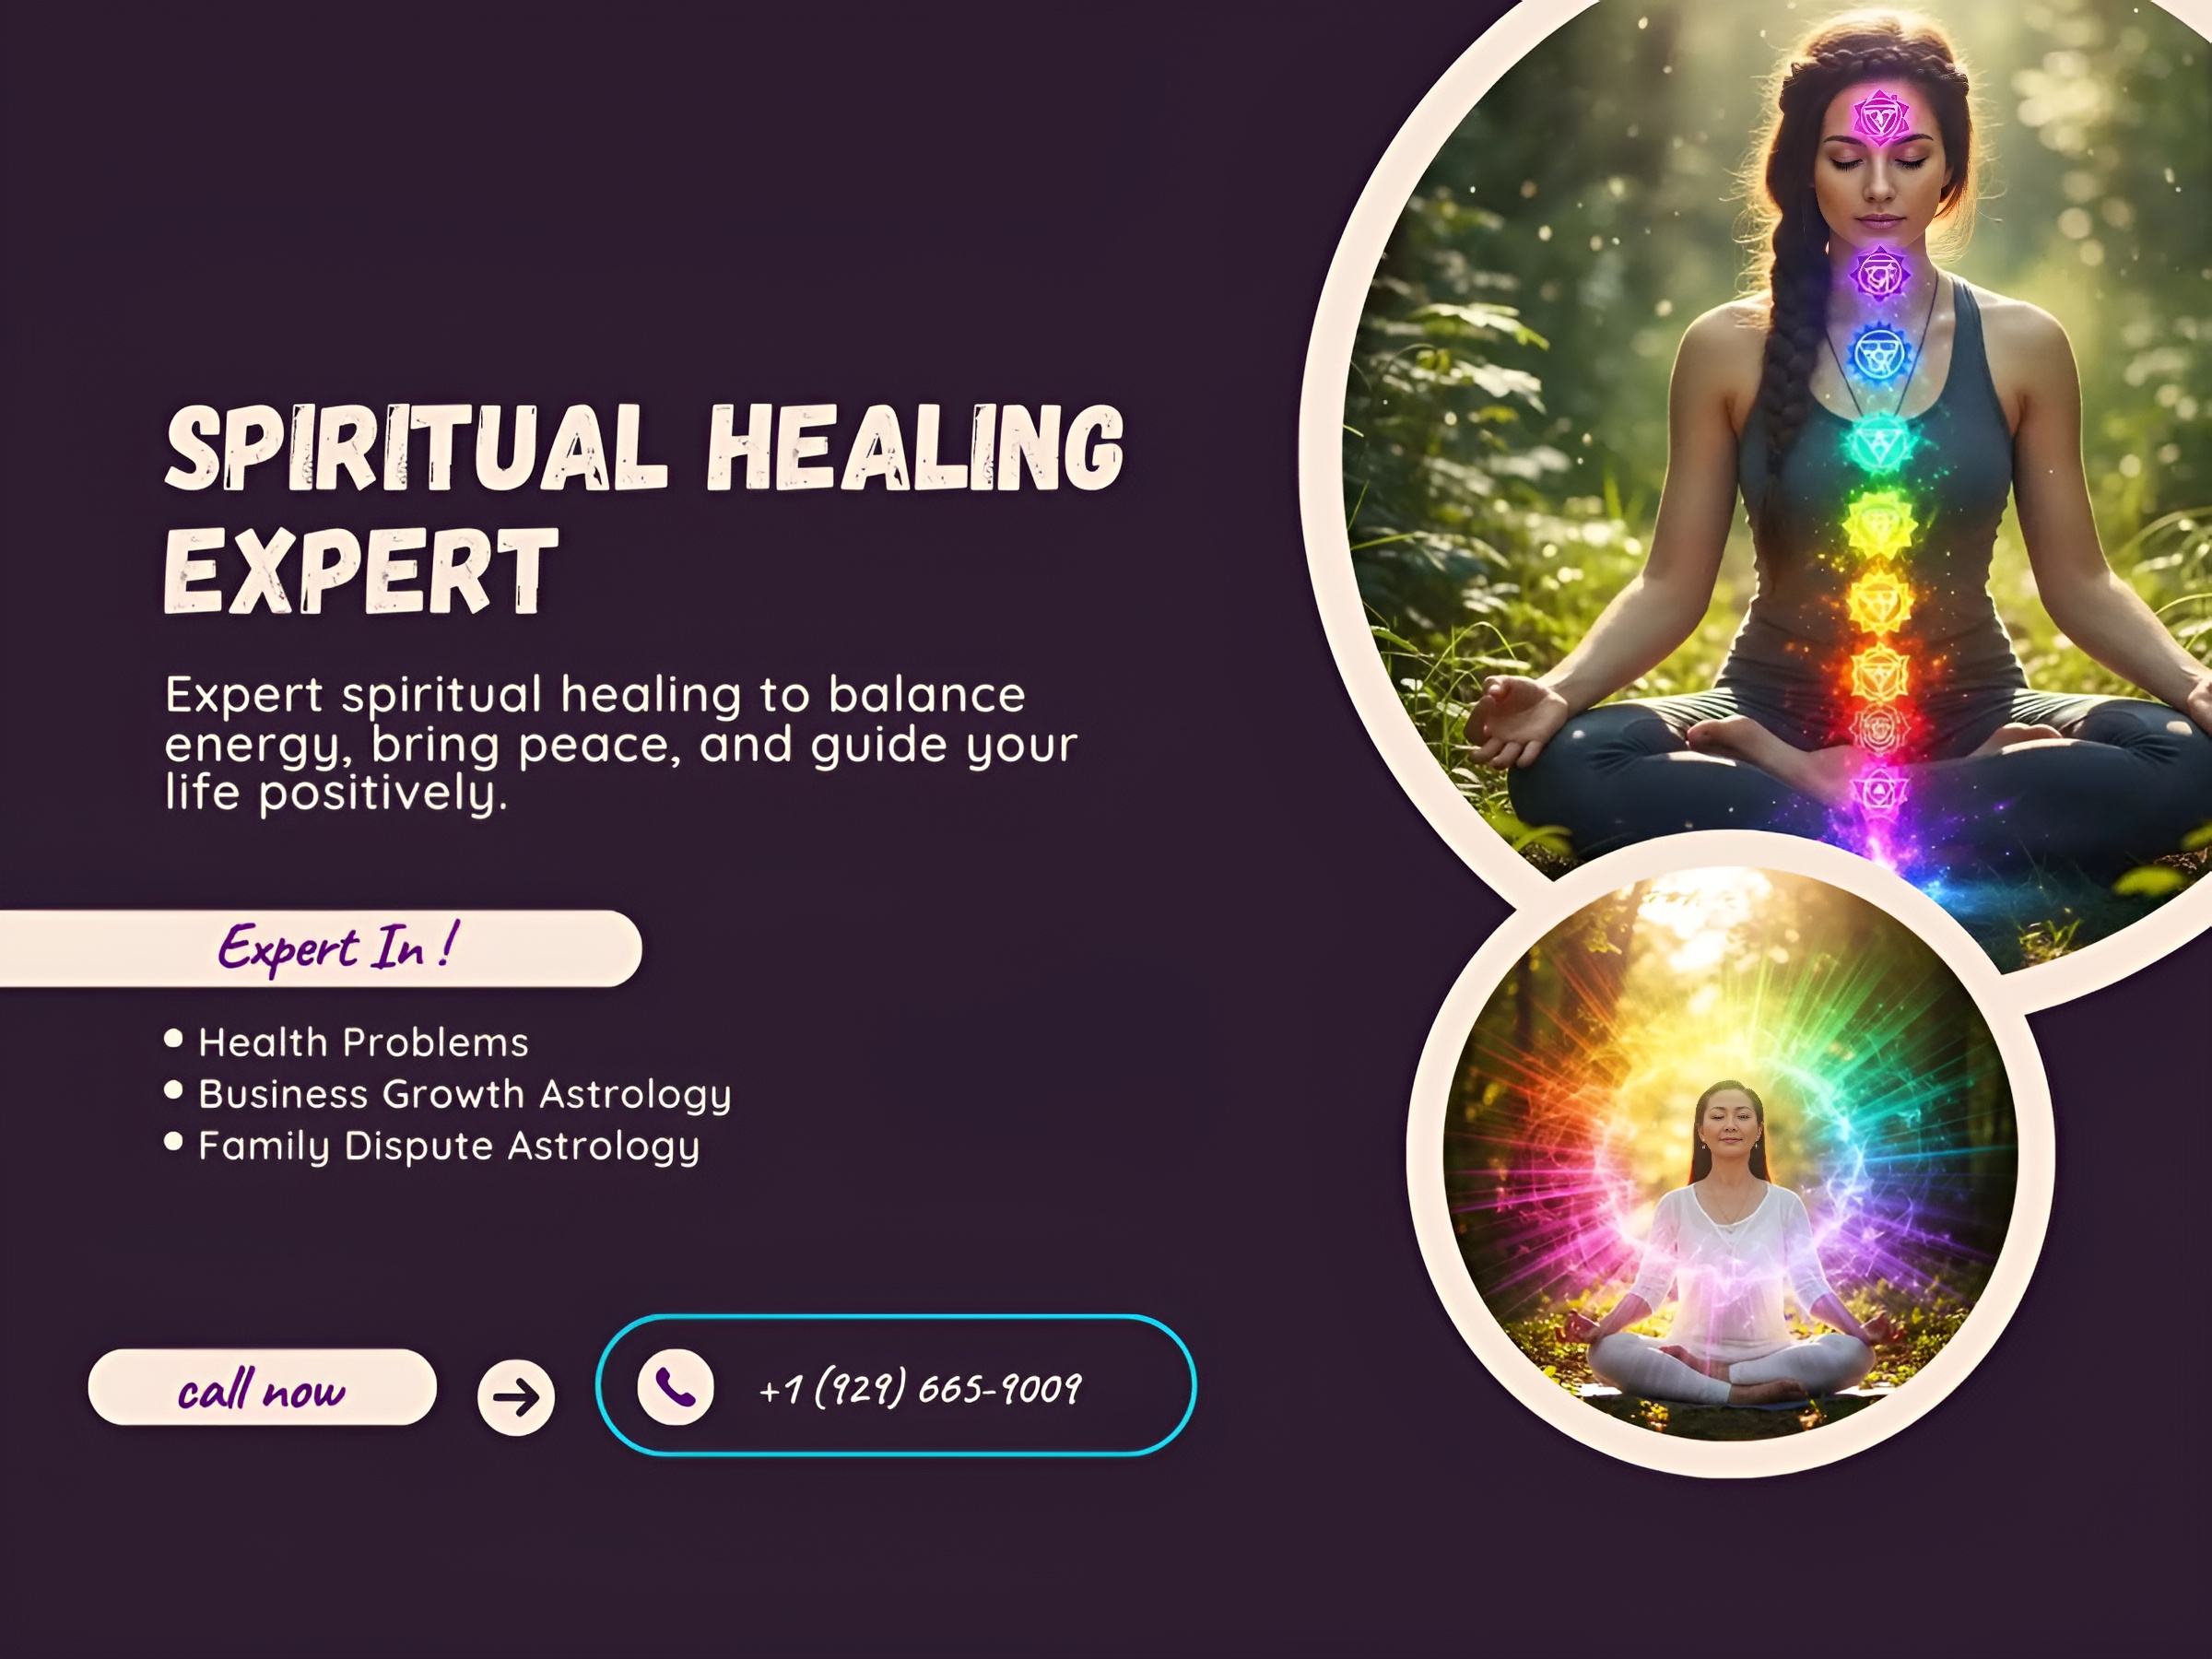 SPIRITUAL HEALING
EXPERT
Expert spiritual healing to balance
energy, bring peace, and guide your
life positively.
Expert In !
Health Problems
Business Growth Astrology
Family Dispute Astrology
call now
+1 (929) 665-9009